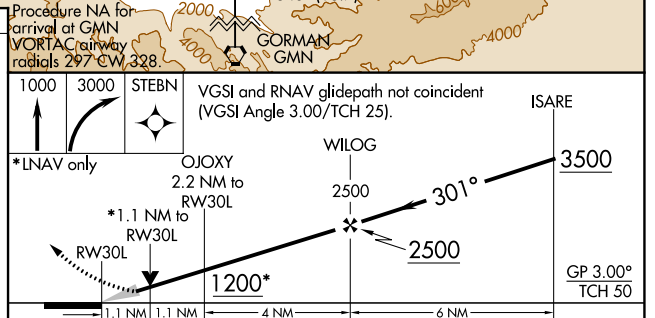 Procedure NA for
arrival at GMN
VORTAC airway
radials 297 CW 328.
2000
4000
4000
GORMAN
GMN
1000
3000
STEBN
VGSI and RNAV glidepath not coincident
(VGSI Angle 3.00/TCH 25).
*LNAV only
ISARE
WILOG
OJOXY
2.2 NM to
RW30L
2500
3500
301°
*1.1 NM to
RW30L
RW30L
2500
1200*
GP 3.00°
TCH 50
1.1 NM
1.1 NM
4 NM
6 NM